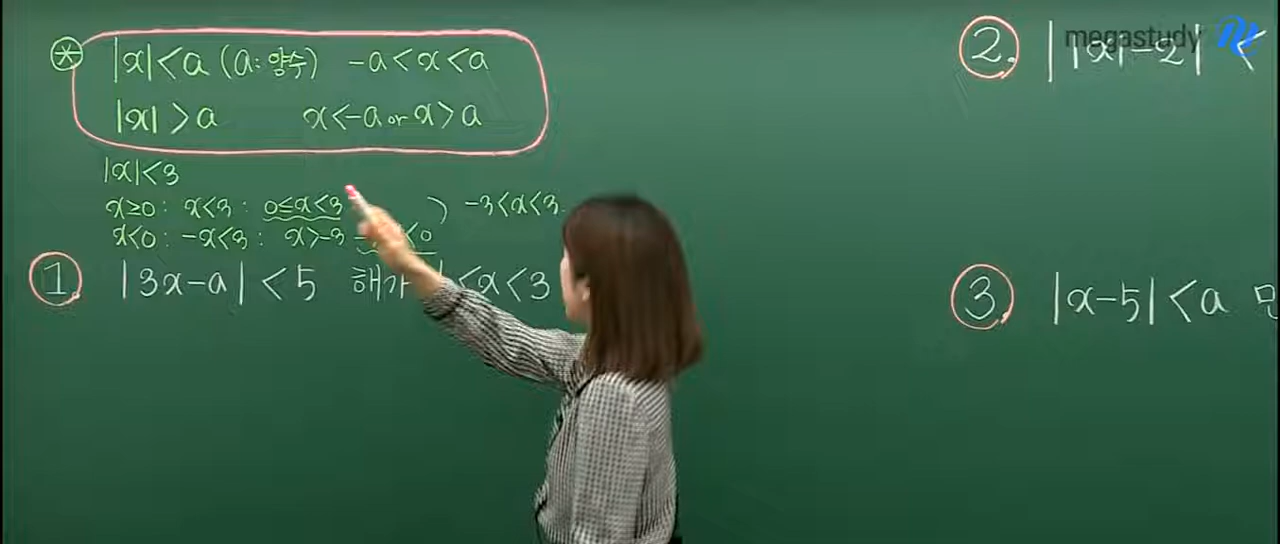 * |x|<a (a:양수) -a<x<a
|x|>a x<-a or x>a
|x|<3
x≥0: x<3: 0≤x<3 ) -3<x<3.
x<0: -x<3: x>-3 <0
1. |3x-a|<5 해가 <x<3
2. ||x|-2|<
megastudy
3. |x-5|<a